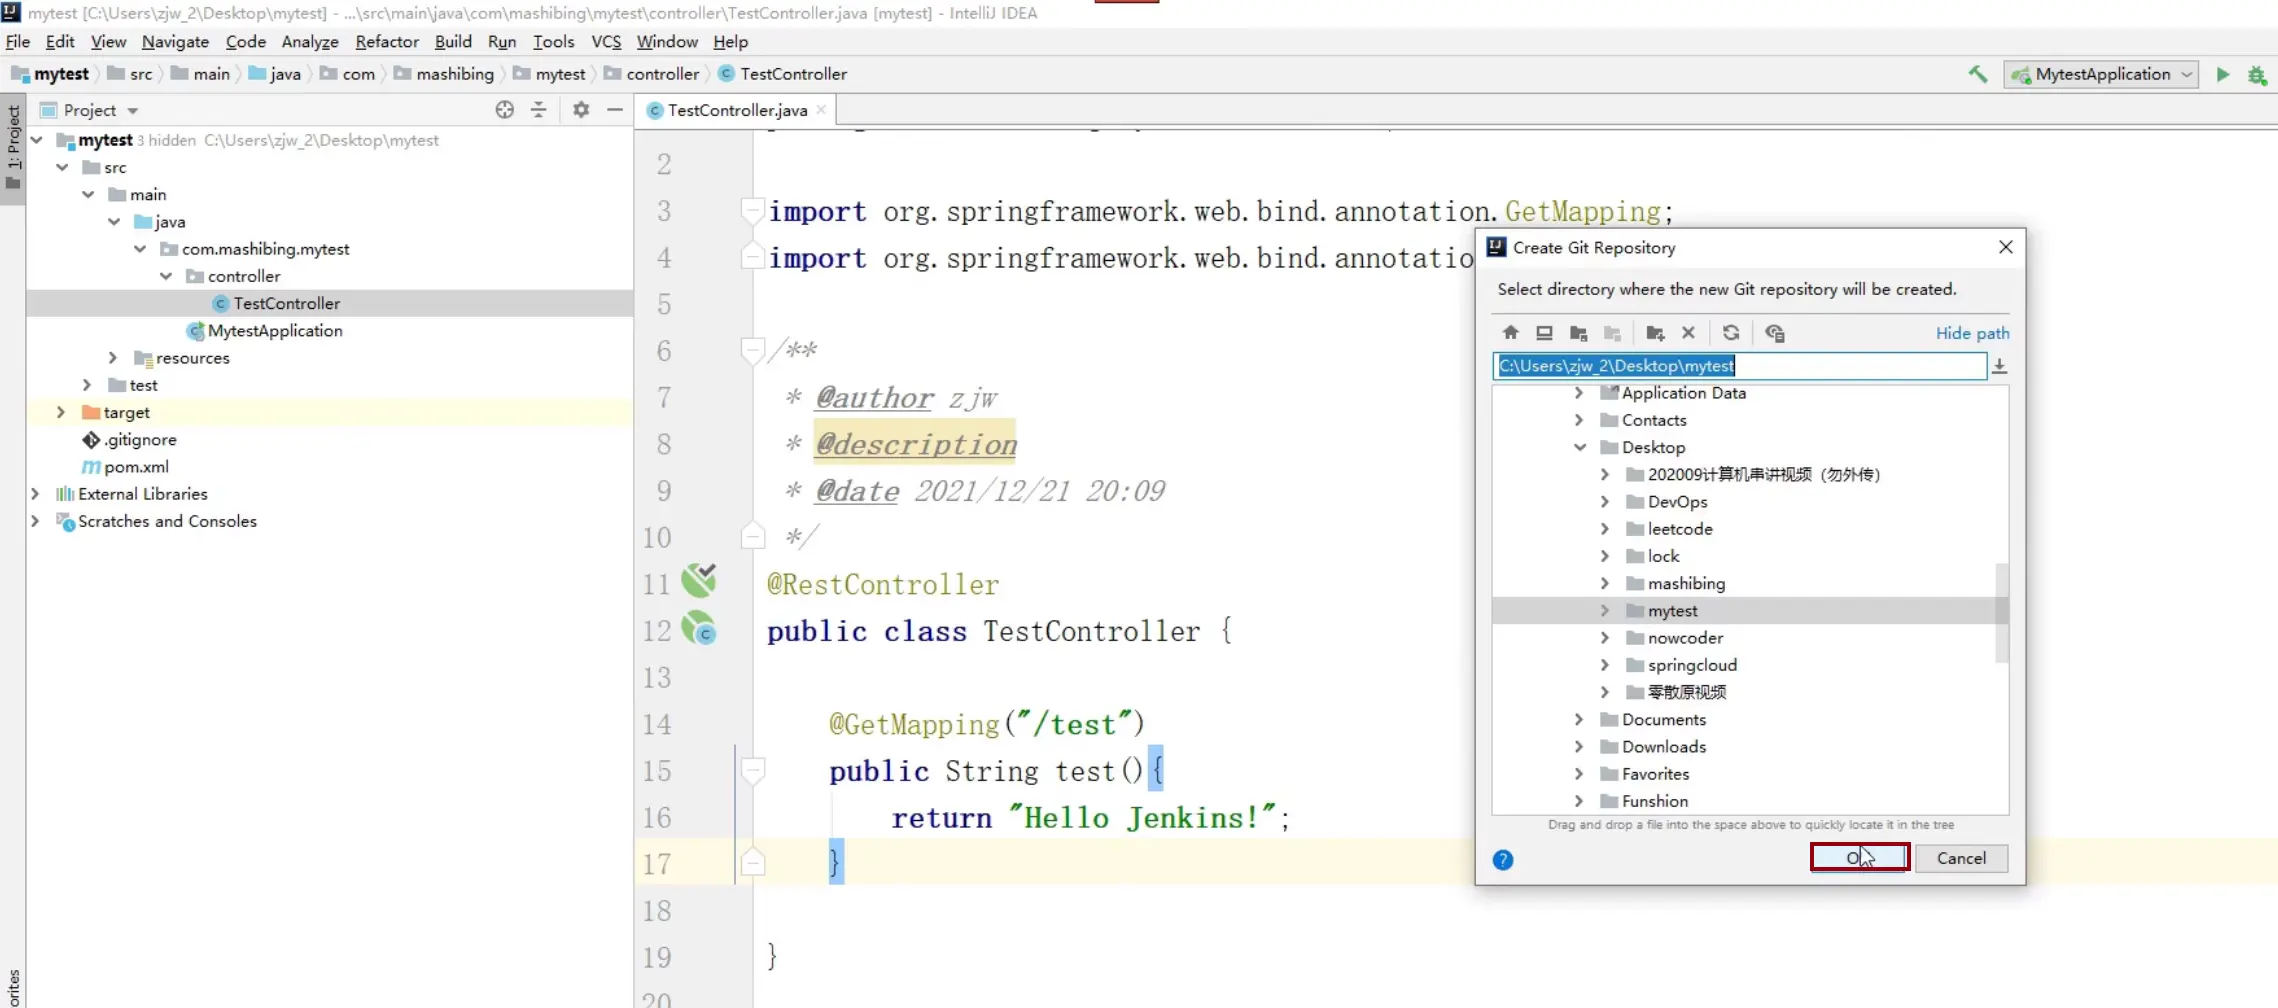 mytest [C:\Users\zjw_2\Desktop\mytest] - ...\src\main\java\com\mashibing\mytest\controller\TestController.java [mytest] - IntelliJ IDEA
File Edit View Navigate Code Analyze Refactor Build Run Tools VCS Window Help
mytest src main java com mashibing mytest controller TestController
MytestApplication
1: Project
Project
mytest 3 hidden C:\Users\zjw_2\Desktop\mytest
src
main
java
com.mashibing.mytest
controller
TestController
MytestApplication
resources
test
target
.gitignore
pom.xml
External Libraries
Scratches and Consoles
TestController.java
2
3 import org.springframework.web.bind.annotation.GetMapping;
4 import org.springframework.web.bind.annotatio
5
6 /**
7 * @author zjw
8 * @description
9 * @date 2021/12/21 20:09
10 */
11 @RestController
12 public class TestController {
13
14 @GetMapping("/test")
15 public String test(){
16 return "Hello Jenkins!";
17 }
18
19 }
20
Create Git Repository
Select directory where the new Git repository will be created.
Hide path
C:\Users\zjw_2\Desktop\mytest
Application Data
Contacts
Desktop
202009计算机串讲视频（勿外传）
DevOps
leetcode
lock
mashibing
mytest
nowcoder
springcloud
零散原视频
Documents
Downloads
Favorites
Funshion
Drag and drop a file into the space above to quickly locate it in the tree
Cancel